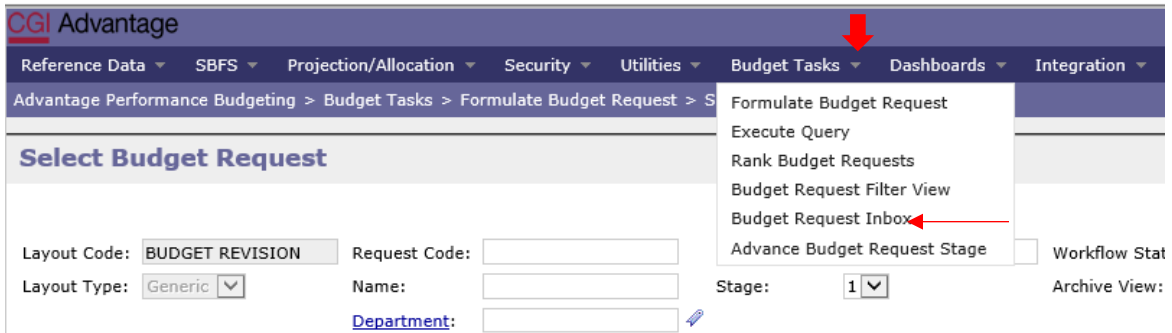 CGI Advantage
Reference Data SBFS Projection/Allocation Security Utilities Budget Tasks Dashboards Integration
Advantage Performance Budgeting > Budget Tasks > Formulate Budget Request > S
Formulate Budget Request
Execute Query
Rank Budget Requests
Budget Request Filter View
Budget Request Inbox
Advance Budget Request Stage
Select Budget Request
Layout Code: BUDGET REVISION Request Code: Workflow Stat
Layout Type: Generic Name: Stage: 1 Archive View:
Department: